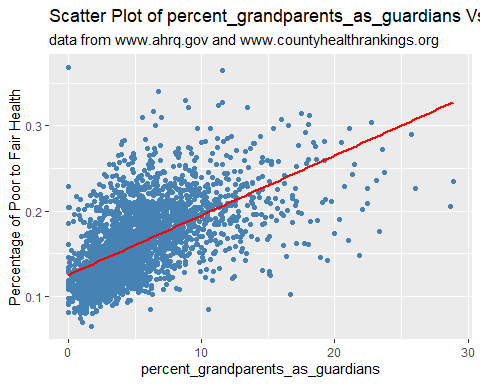 Scatter Plot of percent_grandparents_as_guardians Vs
data from www.ahrq.gov and www.countyhealthrankings.org
Percentage of Poor to Fair Health
0.3
0.2
0.1
0 10 20 30
percent_grandparents_as_guardians